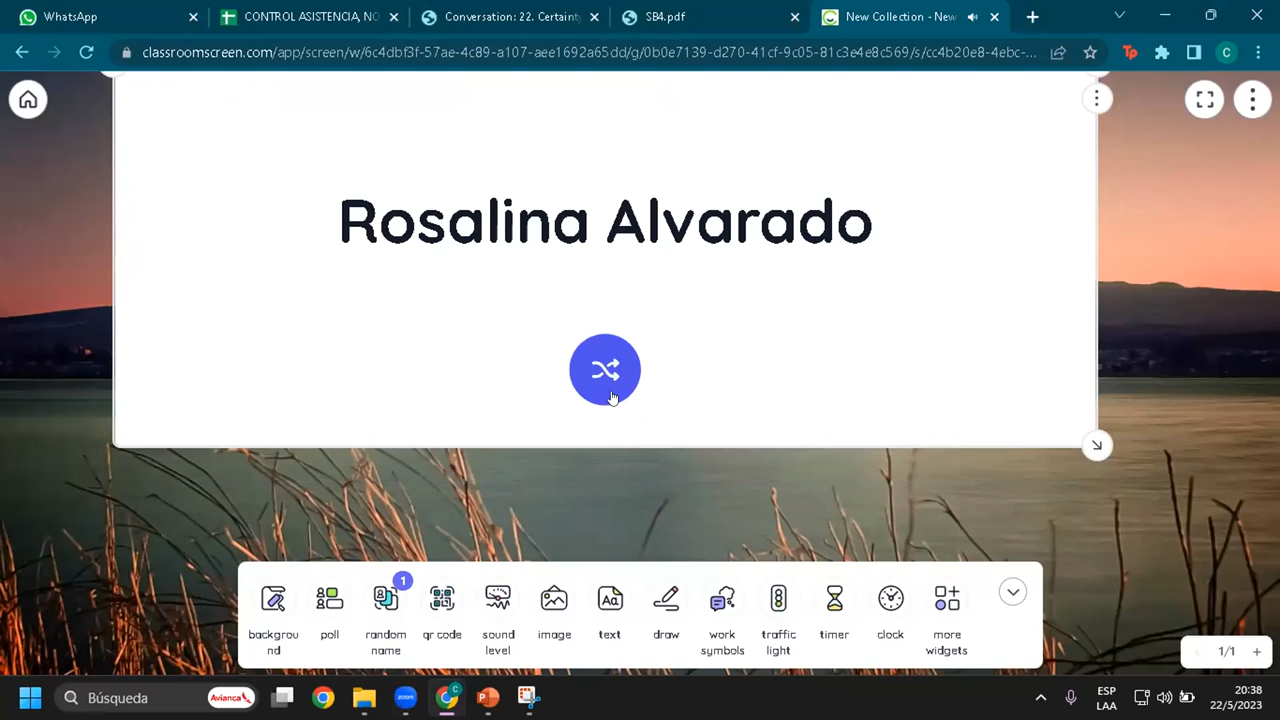 WhatsApp
CONTROL ASISTENCIA, NO
Conversation: 22. Certaint
SB4.pdf
New Collection - New
classroomscreen.com/app/screen/w/6c4dbf3f-57ae-4c89-a107-aee1692a65dd/g/0b0e7139-d270-41cf-9c05-81c3e4e8c569/s/cc4b20e8-4ebc-...
Rosalina Alvarado
1
backgrou
nd
poll
random
name
qr code
sound
level
image
text
draw
work
symbols
traffic
light
timer
clock
more
widgets
1/1
Búsqueda
Avianca
zoom
ESP
LAA
20:38
22/5/2023